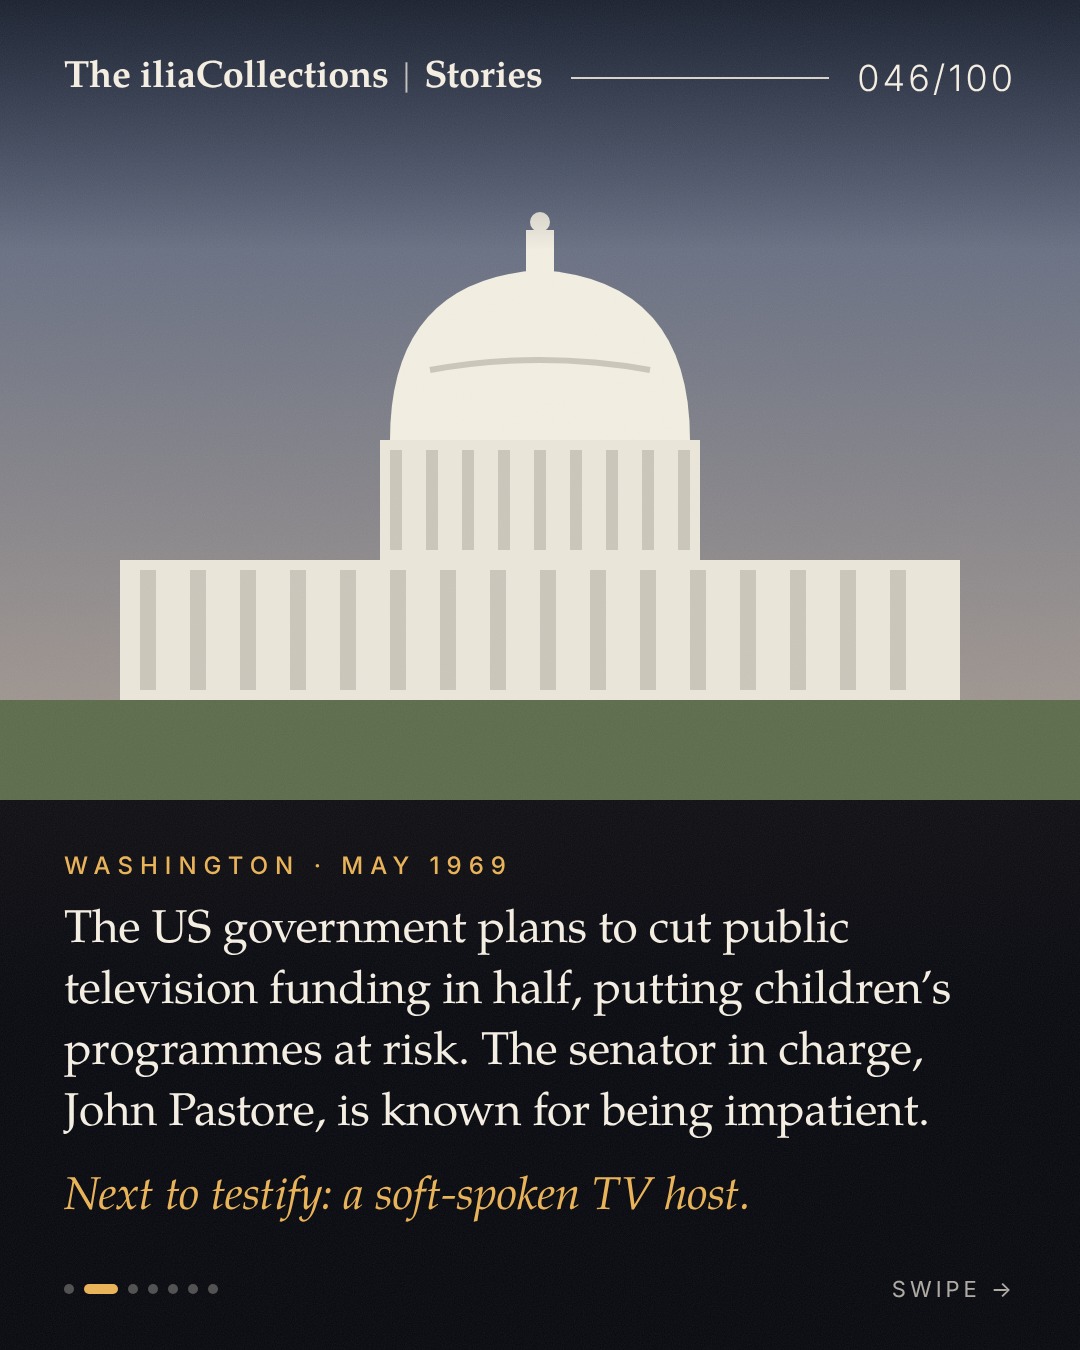 The iliaCollections | Stories 046/100
WASHINGTON · MAY 1969
The US government plans to cut public
television funding in half, putting children’s
programmes at risk. The senator in charge,
John Pastore, is known for being impatient.
Next to testify: a soft-spoken TV host.
SWIPE →